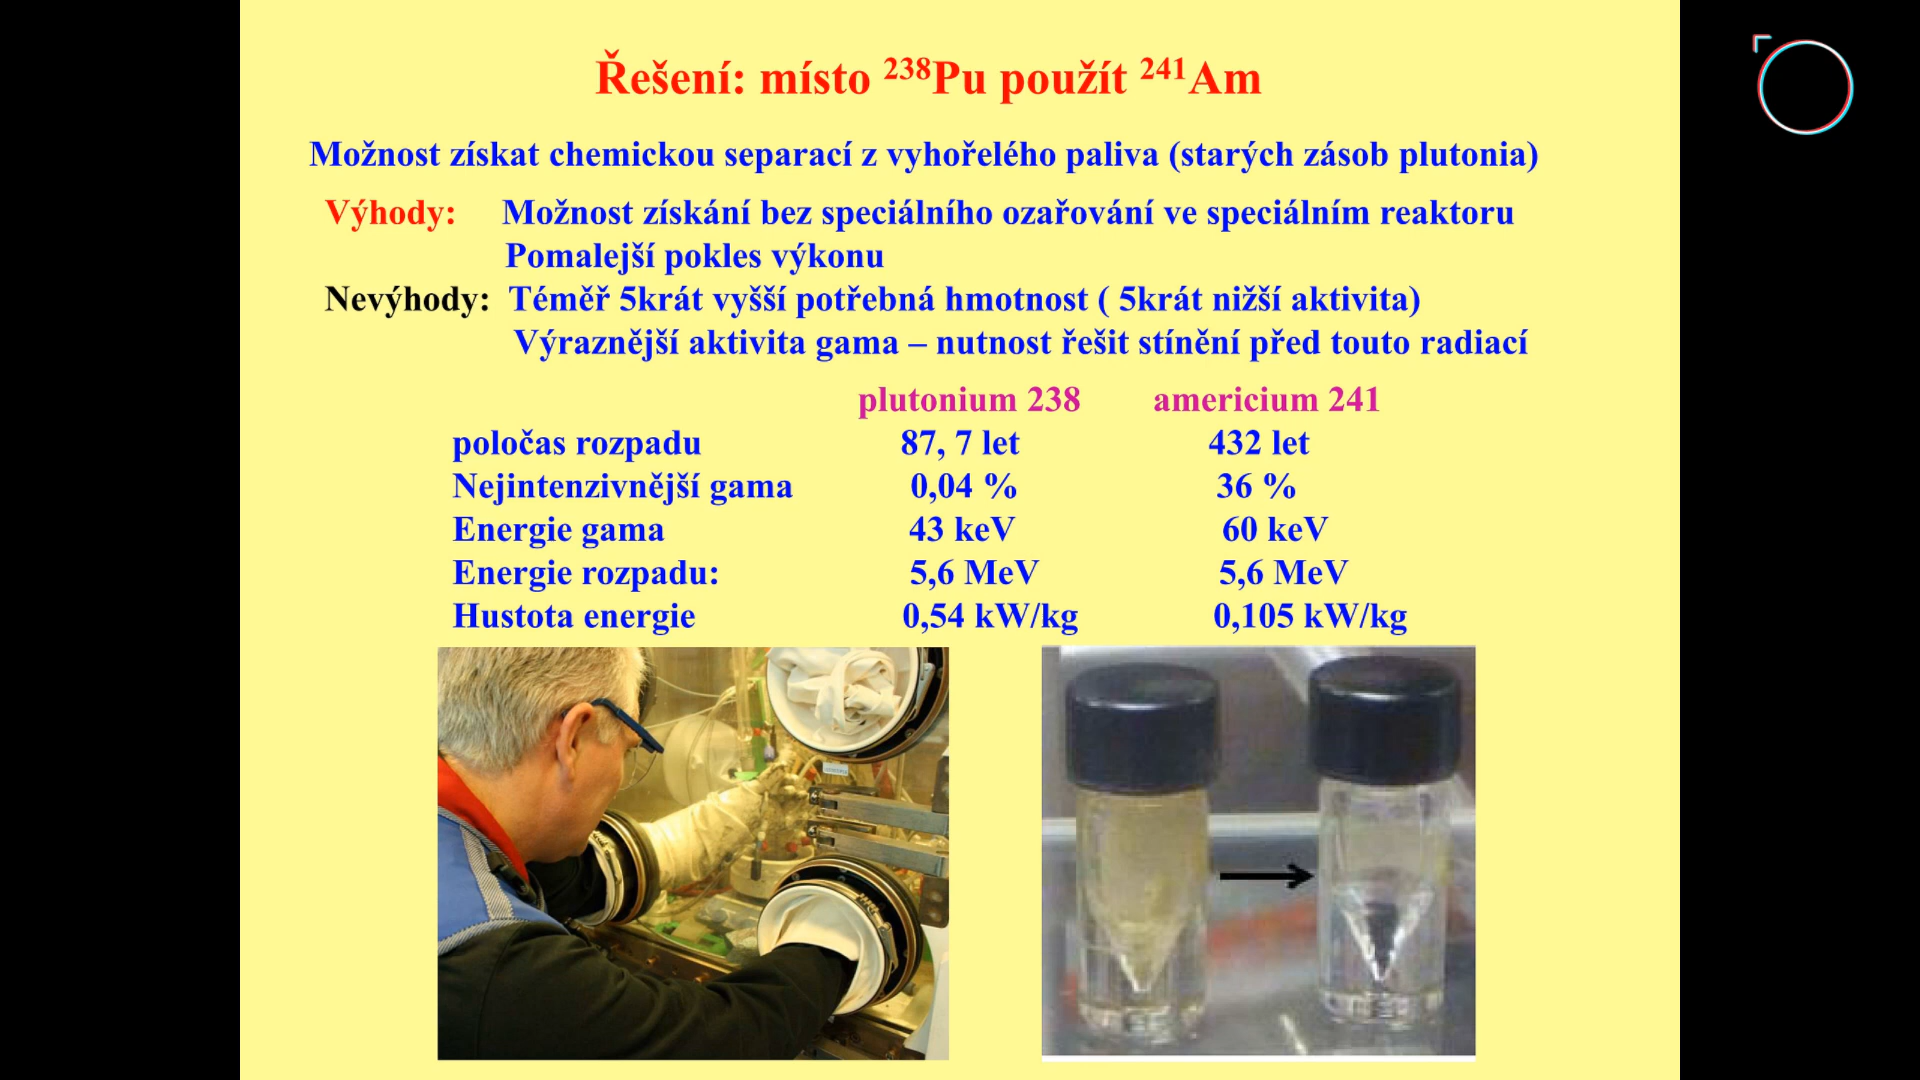 Řešení: místo ²³⁸Pu použít ²⁴¹Am
Možnost získat chemickou separací z vyhořelého paliva (starých zásob plutonia)
Výhody: Možnost získání bez speciálního ozařování ve speciálním reaktoru
Pomalejší pokles výkonu
Nevýhody: Téměř 5krát vyšší potřebná hmotnost ( 5krát nižší aktivita)
Výraznější aktivita gama – nutnost řešit stínění před touto radiací
plutonium 238 americium 241
poločas rozpadu 87, 7 let 432 let
Nejintenzivnější gama 0,04 % 36 %
Energie gama 43 keV 60 keV
Energie rozpadu: 5,6 MeV 5,6 MeV
Hustota energie 0,54 kW/kg 0,105 kW/kg